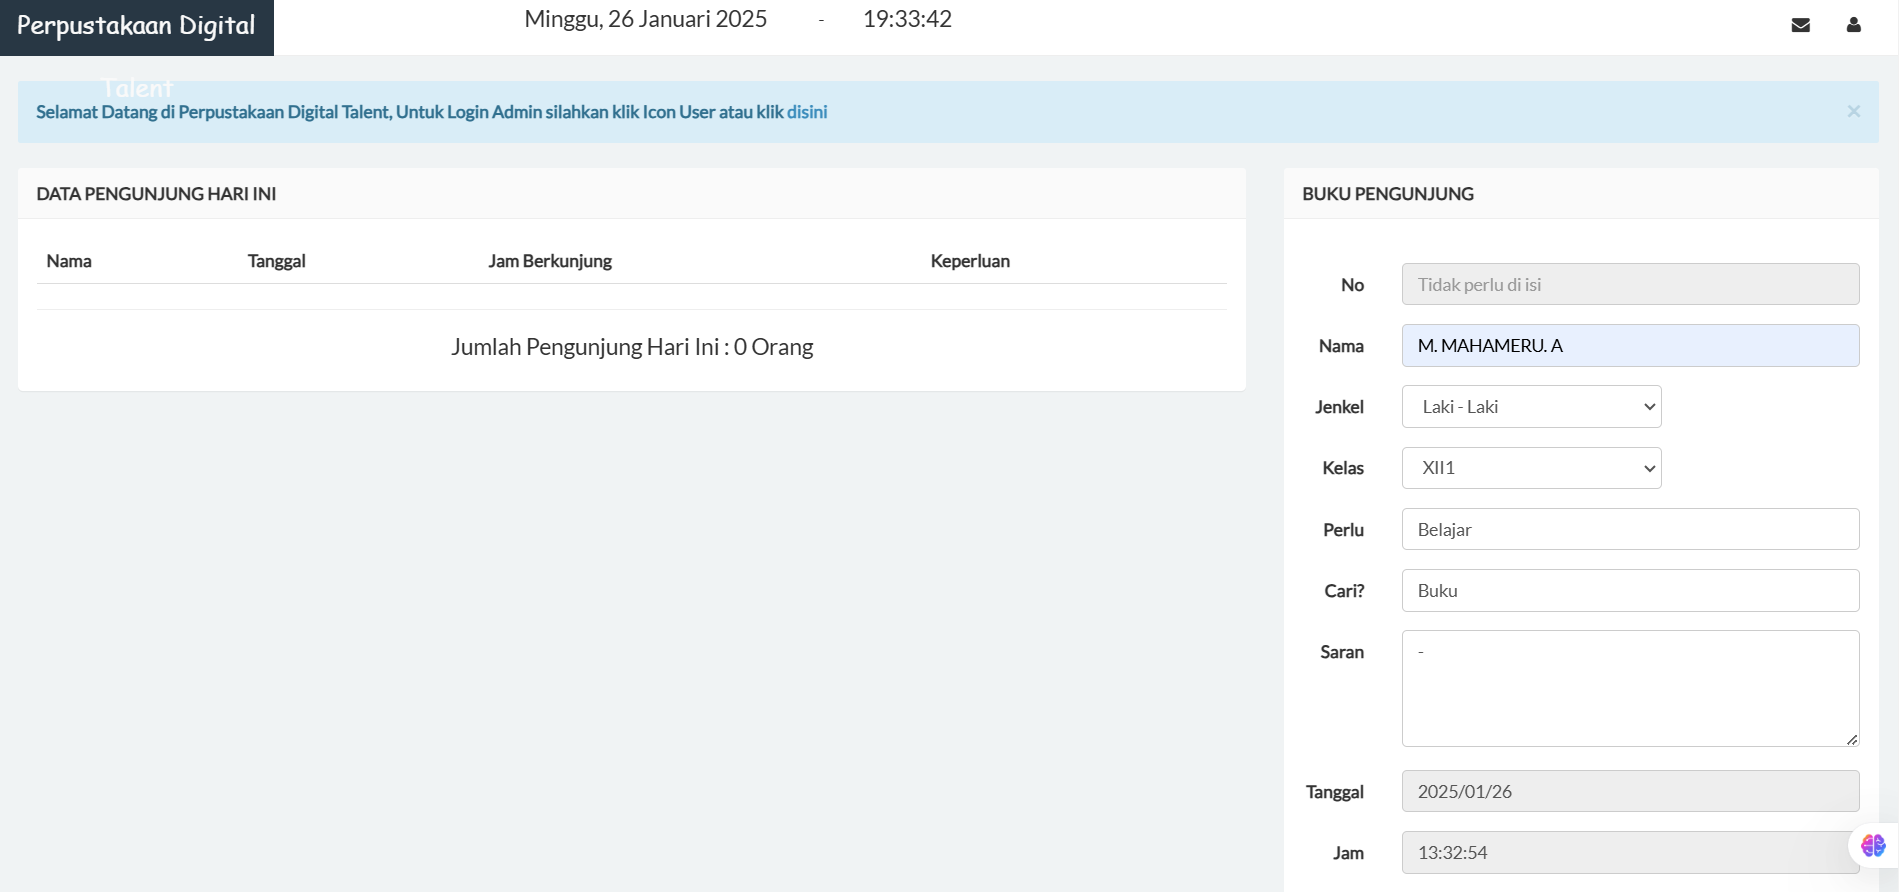 Perpustakaan Digital
Talent
Minggu, 26 Januari 2025 - 19:33:42
Selamat Datang di Perpustakaan Digital Talent, Untuk Login Admin silahkan klik Icon User atau klik disini ×
DATA PENGUNJUNG HARI INI
Nama Tanggal Jam Berkunjung Keperluan
Jumlah Pengunjung Hari Ini : 0 Orang
BUKU PENGUNJUNG
No Tidak perlu di isi
Nama M. MAHAMERU. A
Jenkel Laki - Laki
Kelas XII1
Perlu Belajar
Cari? Buku
Saran -
Tanggal 2025/01/26
Jam 13:32:54